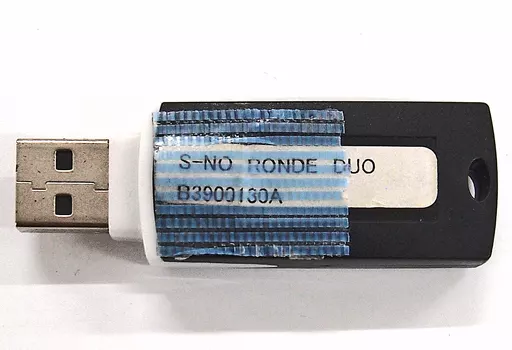 S-NO RONDE DUO
B3900130A